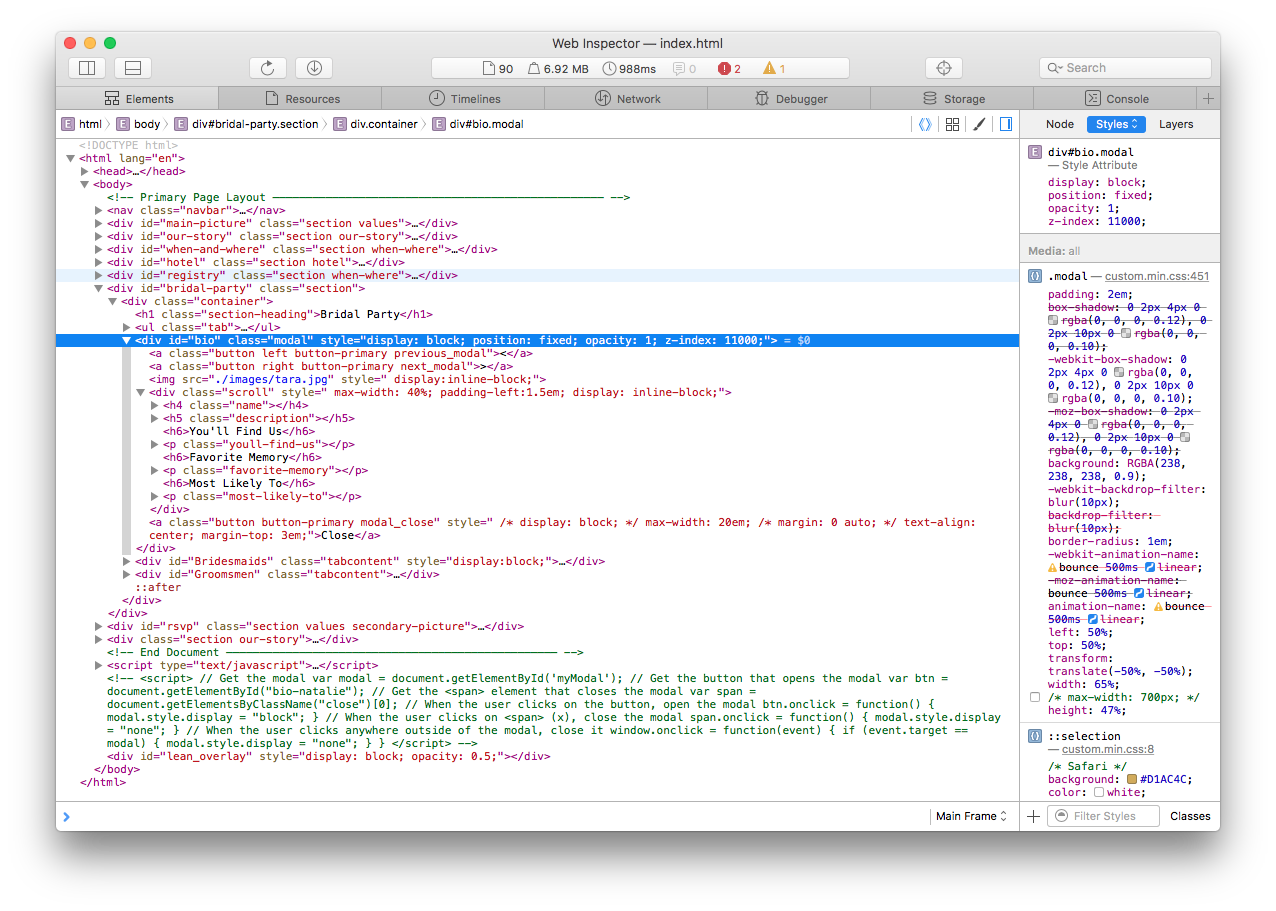 Web Inspector — index.html
90 6.92 MB 988ms 0 2 1
Search
Elements Resources Timelines Network Debugger Storage Console
E html E body E div#bridal-party.section E div.container E div#bio.modal
Node Styles Layers
<!DOCTYPE html>
<html lang="en">
<head>…</head>
<body>
<!-- Primary Page Layout –––––––––––––––––––––––––––––––––––––––––––––––––– -->
<nav class="navbar">…</nav>
<div id="main-picture" class="section values">…</div>
<div id="our-story" class="section our-story">…</div>
<div id="when-and-where" class="section when-where">…</div>
<div id="hotel" class="section hotel">…</div>
<div id="registry" class="section when-where">…</div>
<div id="bridal-party" class="section">
<div class="container">
<h1 class="section-heading">Bridal Party</h1>
<ul class="tab">…</ul>
<div id="bio" class="modal" style="display: block; position: fixed; opacity: 1; z-index: 11000;"> = $0
<a class="button left button-primary previous_modal"><</a>
<a class="button right button-primary next_modal">></a>
<img src="./images/tara.jpg" style=" display:inline-block;">
<div class="scroll" style=" max-width: 40%; padding-left:1.5em; display: inline-block;">
<h4 class="name"></h4>
<h5 class="description"></h5>
<h6>You'll Find Us</h6>
<p class="youll-find-us"></p>
<h6>Favorite Memory</h6>
<p class="favorite-memory"></p>
<h6>Most Likely To</h6>
<p class="most-likely-to"></p>
</div>
<a class="button button-primary modal_close" style=" /* display: block; */ max-width: 20em; /* margin: 0 auto; */ text-align:
center; margin-top: 3em;">Close</a>
</div>
<div id="Bridesmaids" class="tabcontent" style="display:block;">…</div>
<div id="Groomsmen" class="tabcontent">…</div>
::after
</div>
</div>
<div id="rsvp" class="section values secondary-picture">…</div>
<div class="section our-story">…</div>
<!-- End Document –––––––––––––––––––––––––––––––––––––––––––––––––– -->
<script type="text/javascript">…</script>
<!-- <script> // Get the modal var modal = document.getElementById('myModal'); // Get the button that opens the modal var btn =
document.getElementById("bio-natalie"); // Get the <span> element that closes the modal var span =
document.getElementsByClassName("close")[0]; // When the user clicks on the button, open the modal btn.onclick = function() {
modal.style.display = "block"; } // When the user clicks on <span> (x), close the modal span.onclick = function() { modal.style.display
= "none"; } // When the user clicks anywhere outside of the modal, close it window.onclick = function(event) { if (event.target ==
modal) { modal.style.display = "none"; } } </script> -->
<div id="lean_overlay" style="display: block; opacity: 0.5;"></div>
</body>
</html>
E div#bio.modal
— Style Attribute
display: block;
position: fixed;
opacity: 1;
z-index: 11000;
Media: all
.modal — custom.min.css:451
padding: 2em;
box-shadow: 0 2px 4px 0
rgba(0, 0, 0, 0.12), 0
2px 10px 0 rgba(0, 0,
0, 0.10);
-webkit-box-shadow: 0
2px 4px 0 rgba(0, 0,
0, 0.12), 0 2px 10px 0
rgba(0, 0, 0, 0.10);
-moz-box-shadow: 0 2px
4px 0 rgba(0, 0, 0,
0.12), 0 2px 10px 0
rgba(0, 0, 0, 0.10);
background: RGBA(238,
238, 238, 0.9);
-webkit-backdrop-filter:
blur(10px);
backdrop-filter:
blur(10px);
border-radius: 1em;
-webkit-animation-name:
bounce 500ms linear;
-moz-animation-name:
bounce 500ms linear;
animation-name: bounce
500ms linear;
left: 50%;
top: 50%;
transform:
translate(-50%, -50%);
width: 65%;
/* max-width: 700px; */
height: 47%;
::selection
— custom.min.css:8
/* Safari */
background: #D1AC4C;
color: white;
Main Frame
Filter Styles Classes